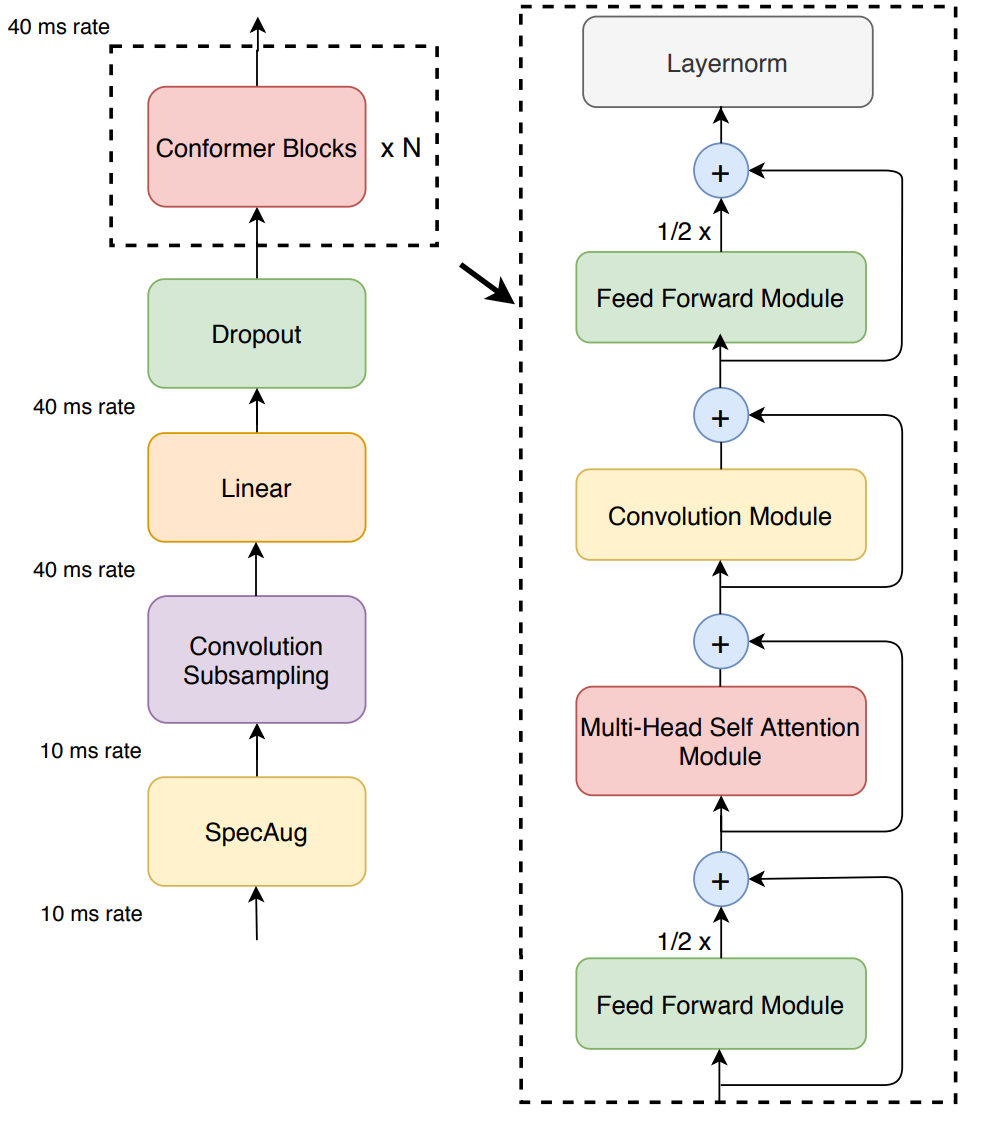 40 ms rate
Conformer Blocks
x N
Dropout
40 ms rate
Linear
40 ms rate
Convolution
Subsampling
10 ms rate
SpecAug
10 ms rate
Layernorm
+
1/2 x
Feed Forward Module
+
Convolution Module
+
Multi-Head Self Attention
Module
+
1/2 x
Feed Forward Module